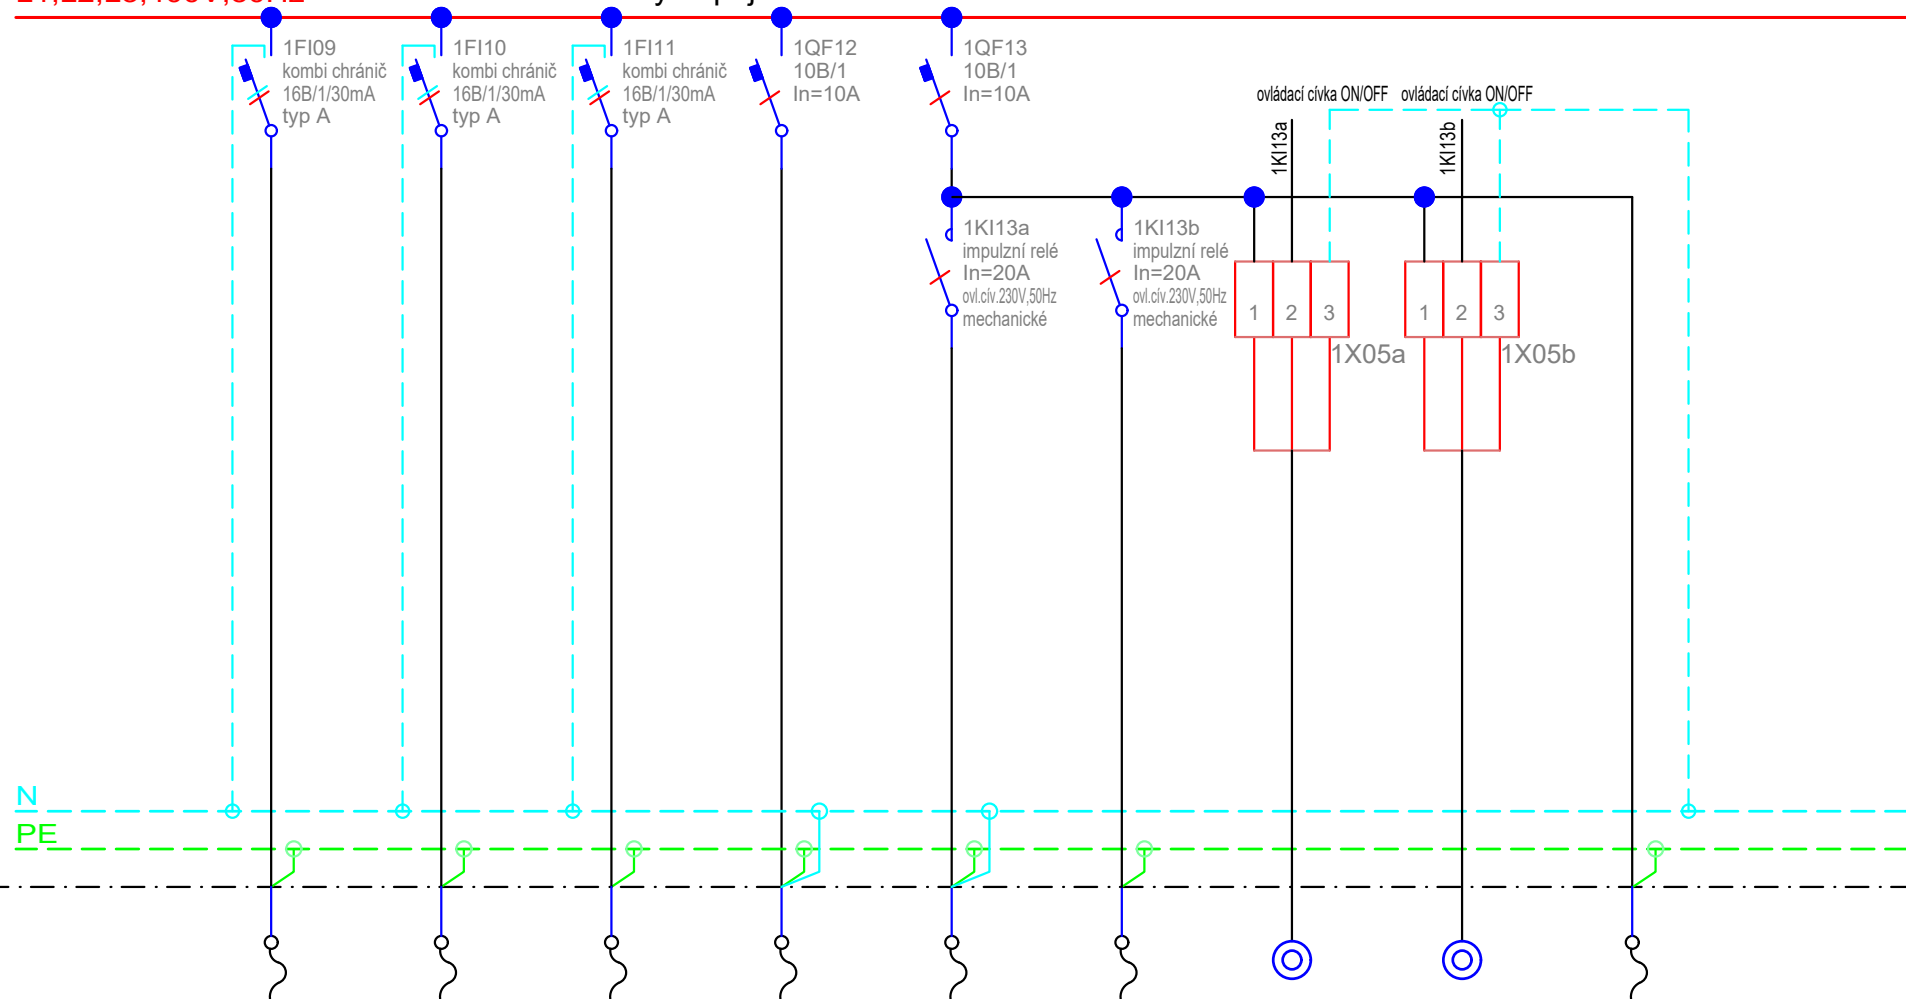 1FI09
kombi chránič
16B/1/30mA
typ A
1FI10
kombi chránič
16B/1/30mA
typ A
1FI11
kombi chránič
16B/1/30mA
typ A
1QF12
10B/1
In=10A
1QF13
10B/1
In=10A
ovládací cívka ON/OFF
ovládací cívka ON/OFF
1KI13a
1KI13b
1KI13a
impulzní relé
In=20A
ovl.cív.230V,50Hz
mechanické
1KI13b
impulzní relé
In=20A
ovl.cív.230V,50Hz
mechanické
1 2 3
1X05a
1 2 3
1X05b
N
PE